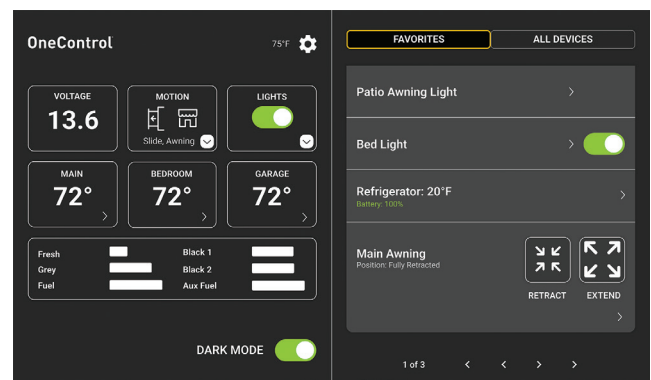 OneControl
75°F
VOLTAGE
13.6
MOTION
Slide, Awning
LIGHTS
MAIN
72°
BEDROOM
72°
GARAGE
72°
Fresh
Grey
Fuel
Black 1
Black 2
Aux Fuel
DARK MODE
FAVORITES
ALL DEVICES
Patio Awning Light
Bed Light
Refrigerator: 20°F
Battery: 100%
Main Awning
Position: Fully Retracted
RETRACT
EXTEND
1 of 3